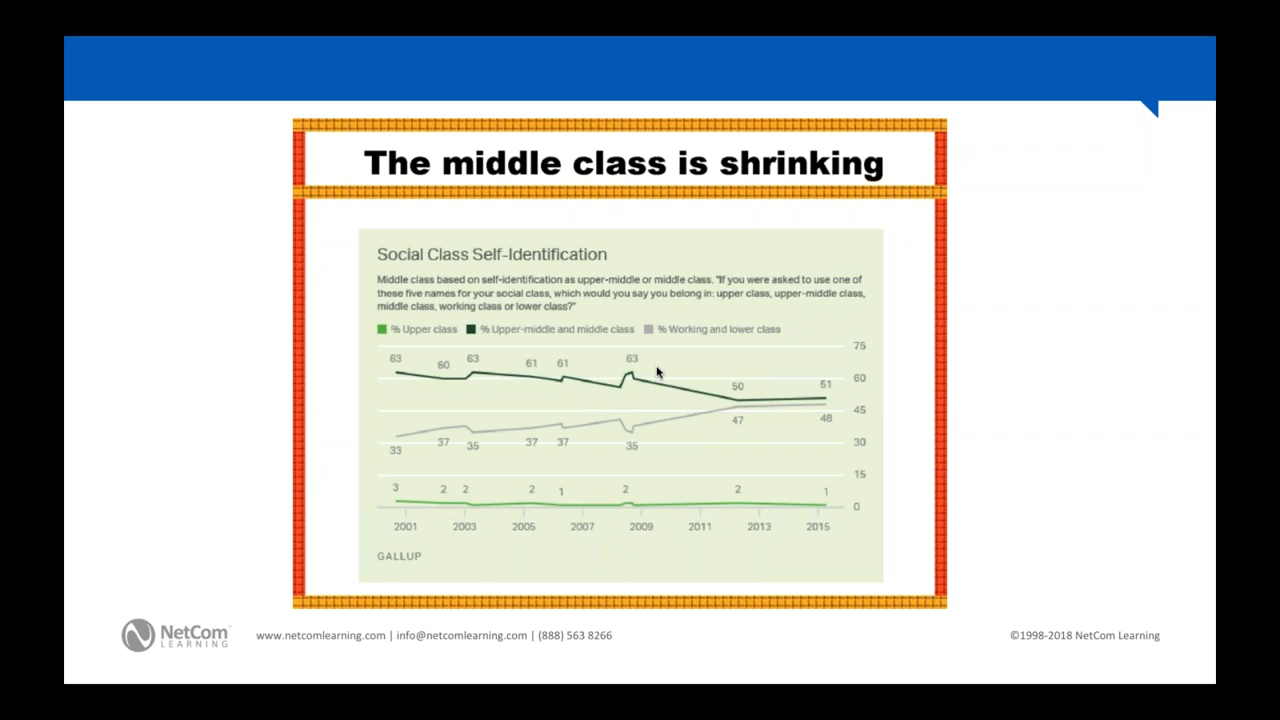 The middle class is shrinking
Social Class Self-Identification
Middle class based on self-identification as upper-middle or middle class. "If you were asked to use one of
these five names for your social class, which would you say you belong in: upper class, upper-middle class,
middle class, working class or lower class?"
% Upper class % Upper-middle and middle class % Working and lower class
75
63 60 63 61 61 63
60
50 51
45
47 48
33 37 35 37 37 35
30
15
3 2 2 2 1 2 2 1
0
2001 2003 2005 2007 2009 2011 2013 2015
GALLUP
NetCom™
LEARNING
www.netcomlearning.com | info@netcomlearning.com | (888) 563 8266
©1998-2018 NetCom Learning